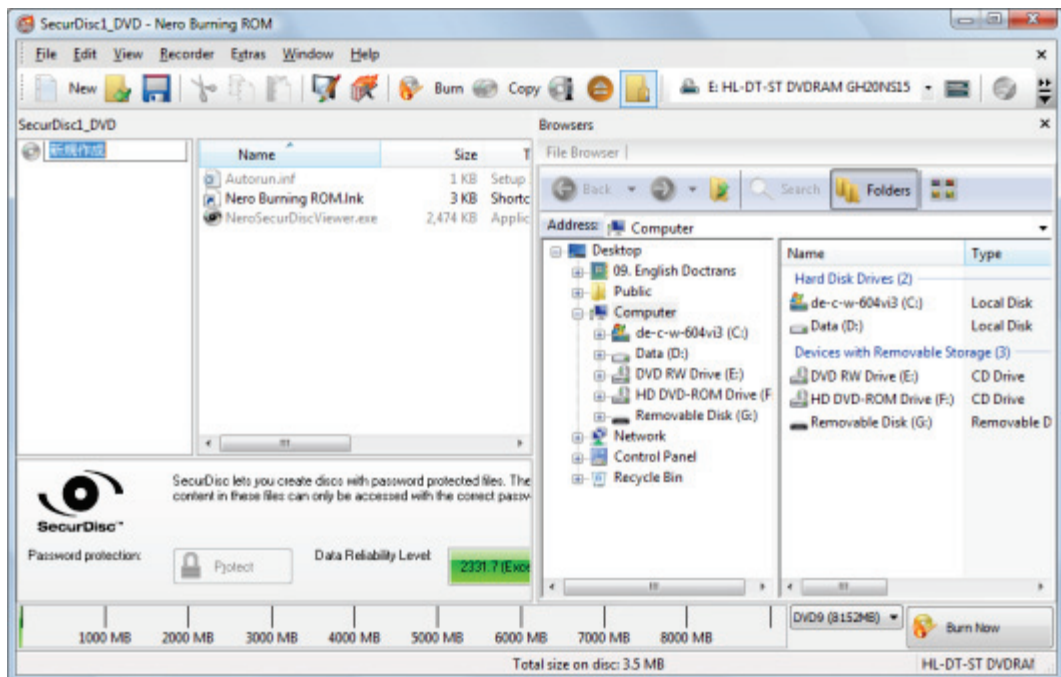 SecurDisc1_DVD - Nero Burning ROM
File Edit View Recorder Extras Window Help
New Burn Copy E: HL-DT-ST DVDRAM GH20NS15
SecurDisc1_DVD
新規作成
Name Size T
Autorun.inf 1 KB Setup
Nero Burning ROM.lnk 3 KB Shortc
NeroSecurDiscViewer.exe 2,474 KB Applic
Browsers
File Browser
Back Search Folders
Address: Computer
Desktop
09. English Doctrans
Public
Computer
de-c-w-604vi3 (C:)
Data (D:)
DVD RW Drive (E:)
HD DVD-ROM Drive (F
Removable Disk (G:)
Network
Control Panel
Recycle Bin
Name Type
Hard Disk Drives (2)
de-c-w-604vi3 (C:) Local Disk
Data (D:) Local Disk
Devices with Removable Storage (3)
DVD RW Drive (E:) CD Drive
HD DVD-ROM Drive (F:) CD Drive
Removable Disk (G:) Removable D
SecurDisc™
SecurDisc lets you create discs with password protected files. The
content in these files can only be accessed with the correct passw
Password protection: Protect Data Reliability Level: 2331.7 (Exce
1000 MB 2000 MB 3000 MB 4000 MB 5000 MB 6000 MB 7000 MB 8000 MB
DVD9 (8152MB) Burn Now
Total size on disc: 3.5 MB HL-DT-ST DVDRAM